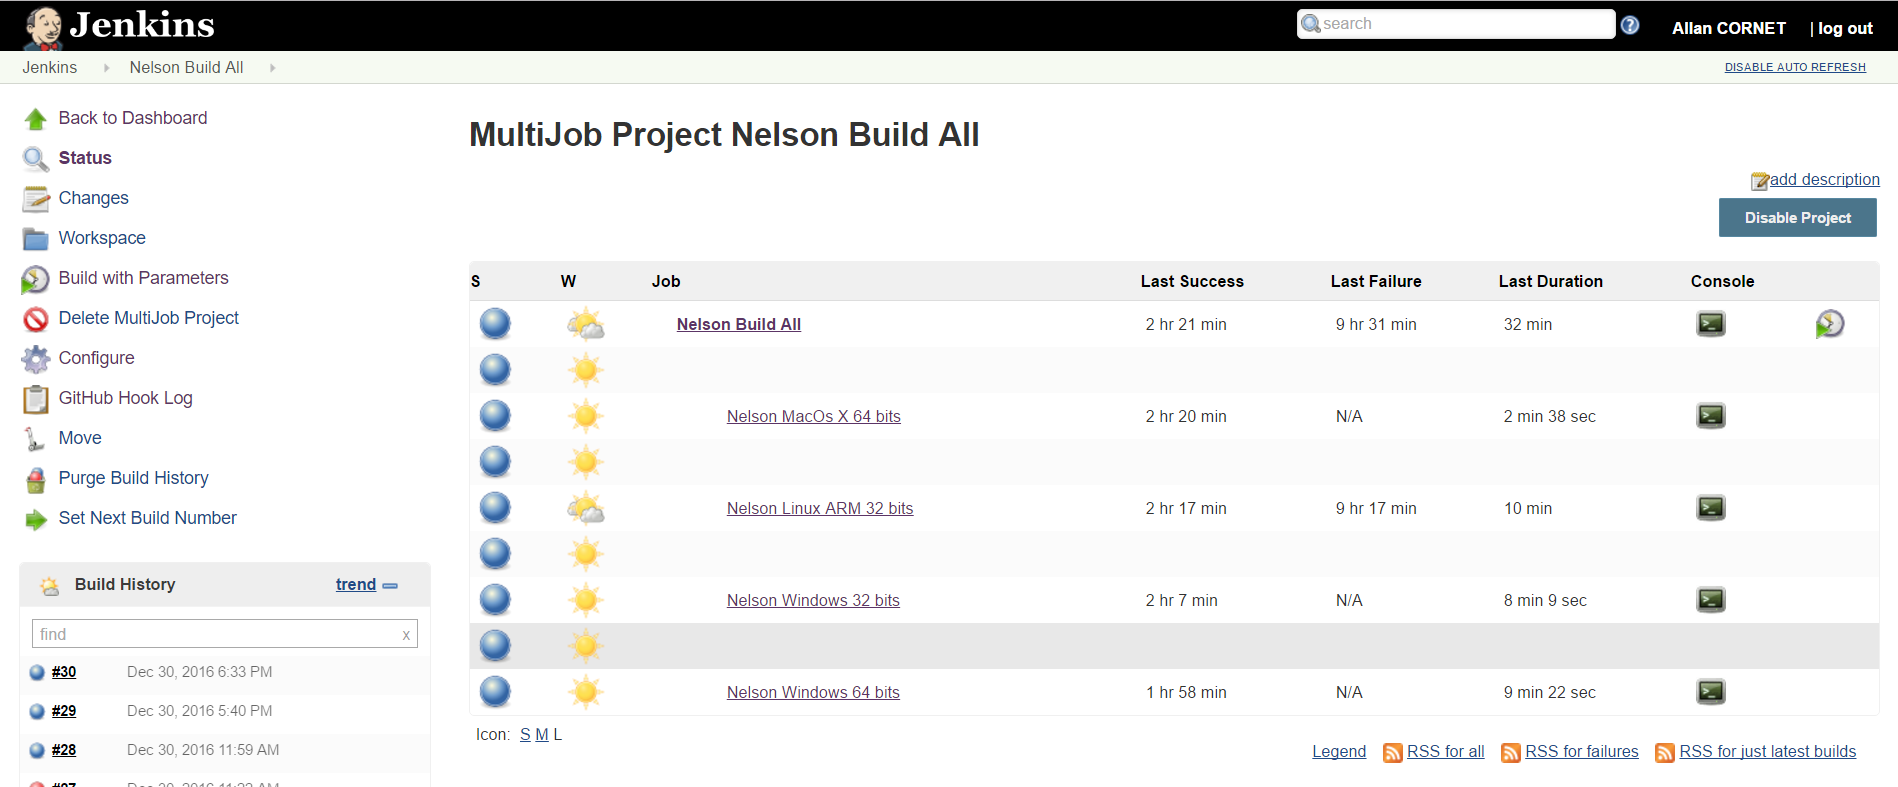 Jenkins
search
Allan CORNET | log out
Jenkins Nelson Build All
DISABLE AUTO REFRESH
Back to Dashboard
Status
Changes
Workspace
Build with Parameters
Delete MultiJob Project
Configure
GitHub Hook Log
Move
Purge Build History
Set Next Build Number
Build History trend
find x
#30 Dec 30, 2016 6:33 PM
#29 Dec 30, 2016 5:40 PM
#28 Dec 30, 2016 11:59 AM
MultiJob Project Nelson Build All
add description
Disable Project
S W Job Last Success Last Failure Last Duration Console
Nelson Build All 2 hr 21 min 9 hr 31 min 32 min
Nelson MacOs X 64 bits 2 hr 20 min N/A 2 min 38 sec
Nelson Linux ARM 32 bits 2 hr 17 min 9 hr 17 min 10 min
Nelson Windows 32 bits 2 hr 7 min N/A 8 min 9 sec
Nelson Windows 64 bits 1 hr 58 min N/A 9 min 22 sec
Icon: S M L
Legend RSS for all RSS for failures RSS for just latest builds